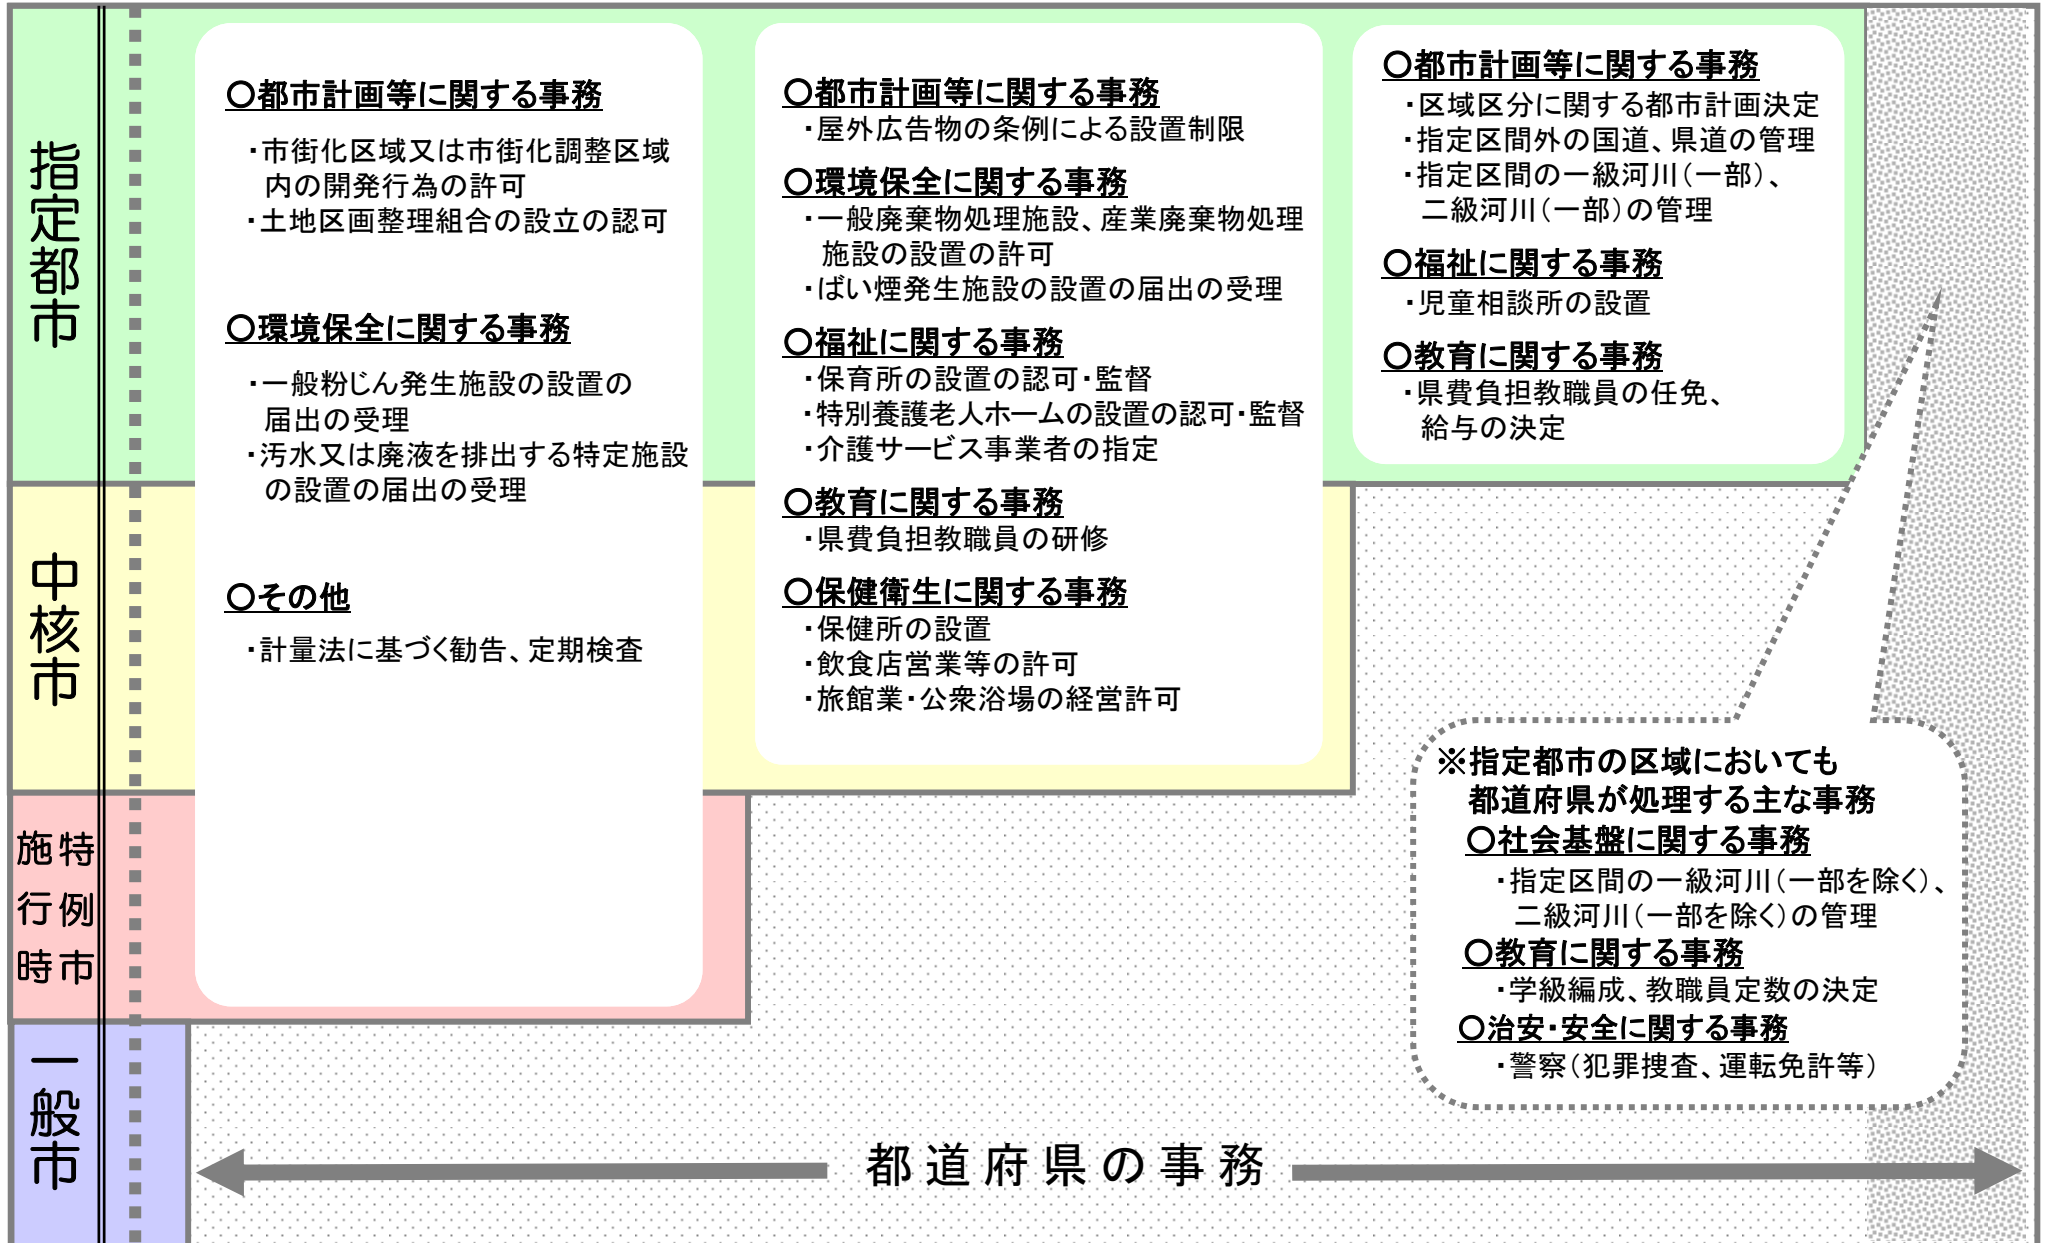 指定都市
中核市
特例市
施行時
一般市
〇都市計画等に関する事務
・市街化区域又は市街化調整区域
内の開発行為の許可
・土地区画整理組合の設立の認可
〇環境保全に関する事務
・一般粉じん発生施設の設置の
届出の受理
・汚水又は廃液を排出する特定施設
の設置の届出の受理
〇その他
・計量法に基づく勧告、定期検査
〇都市計画等に関する事務
・屋外広告物の条例による設置制限
〇環境保全に関する事務
・一般廃棄物処理施設、産業廃棄物処理
施設の設置の許可
・ばい煙発生施設の設置の届出の受理
〇福祉に関する事務
・保育所の設置の認可・監督
・特別養護老人ホームの設置の認可・監督
・介護サービス事業者の指定
〇教育に関する事務
・県費負担教職員の研修
〇保健衛生に関する事務
・保健所の設置
・飲食店営業等の許可
・旅館業・公衆浴場の経営許可
〇都市計画等に関する事務
・区域区分に関する都市計画決定
・指定区間外の国道、県道の管理
・指定区間の一級河川（一部）、
二級河川（一部）の管理
〇福祉に関する事務
・児童相談所の設置
〇教育に関する事務
・県費負担教職員の任免、
給与の決定
※指定都市の区域においても
都道府県が処理する主な事務
〇社会基盤に関する事務
・指定区間の一級河川（一部を除く）、
二級河川（一部を除く）の管理
〇教育に関する事務
・学級編成、教職員定数の決定
〇治安・安全に関する事務
・警察（犯罪捜査、運転免許等）
都道府県の事務